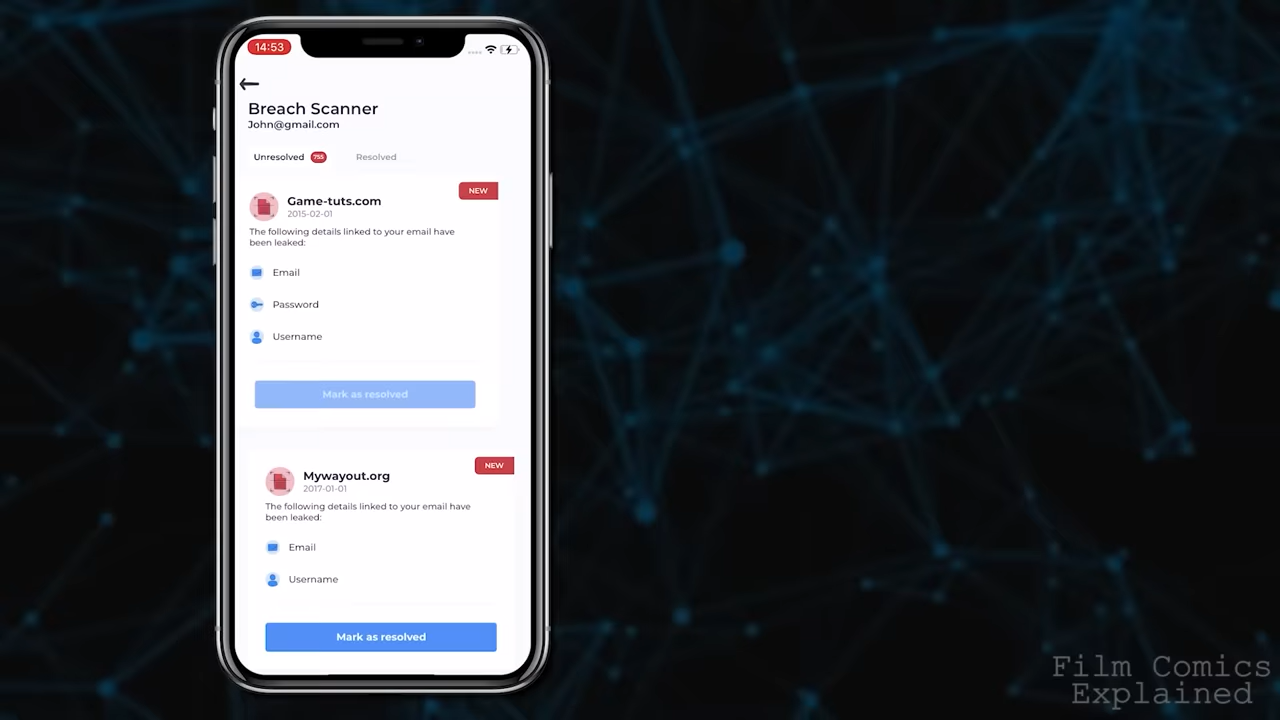 14:53
Breach Scanner
John@gmail.com
Unresolved 755 Resolved
NEW
Game-tuts.com
2015-02-01
The following details linked to your email have
been leaked:
Email
Password
Username
Mark as resolved
NEW
Mywayout.org
2017-01-01
The following details linked to your email have
been leaked:
Email
Username
Mark as resolved
Film Comics
Explained